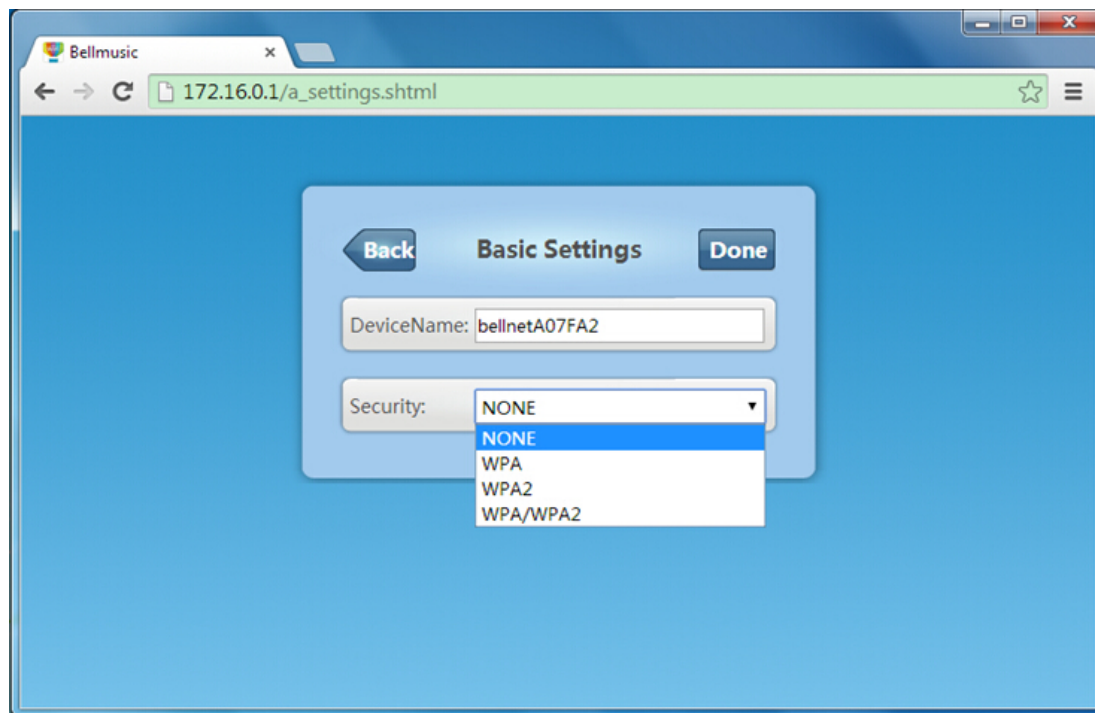 Bellmusic
172.16.0.1/a_settings.shtml
Back Basic Settings Done
DeviceName: bellnetA07FA2
Security: NONE
NONE
WPA
WPA2
WPA/WPA2